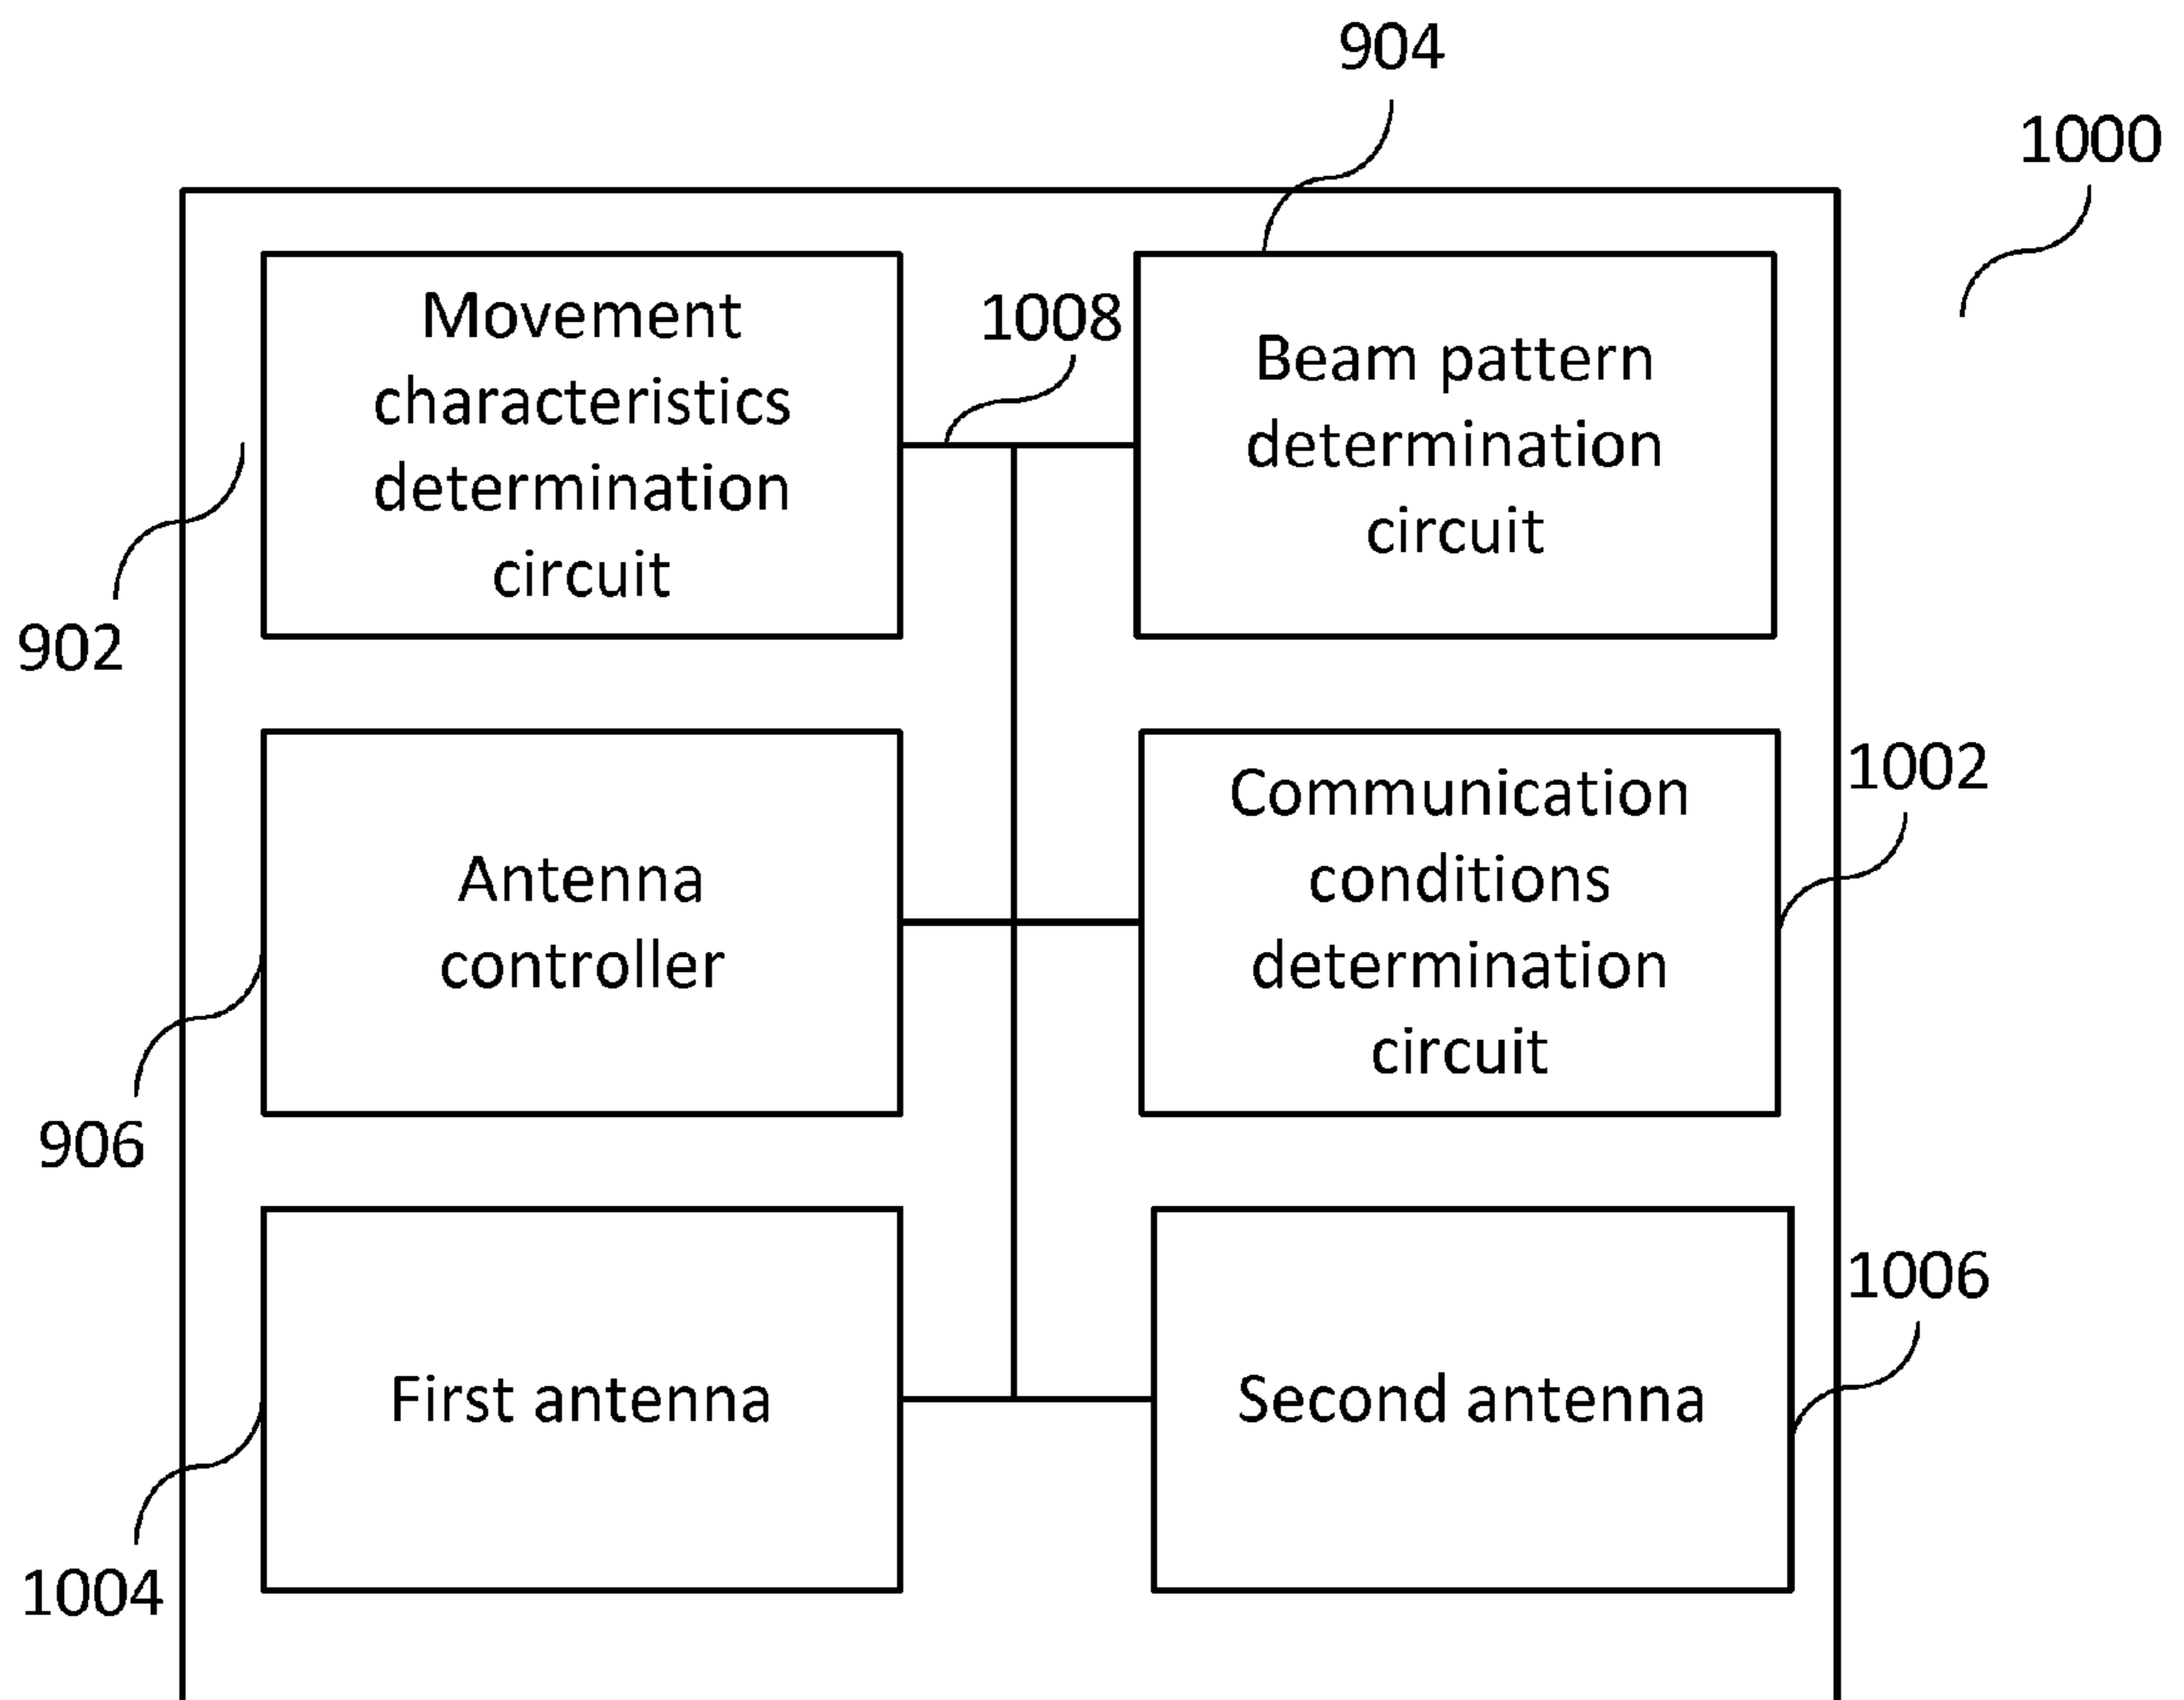 904
1000
Movement
characteristics
determination
circuit
1008
Beam pattern
determination
circuit
902
Antenna
controller
Communication
conditions
determination
circuit
1002
906
First antenna
Second antenna
1006
1004